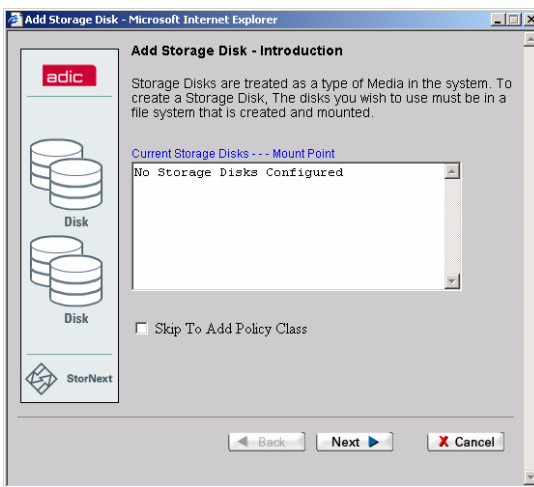 Add Storage Disk - Microsoft Internet Explorer
adic
Disk
Disk
StorNext
Add Storage Disk - Introduction
Storage Disks are treated as a type of Media in the system. To
create a Storage Disk, The disks you wish to use must be in a
file system that is created and mounted.
Current Storage Disks - - - Mount Point
No Storage Disks Configured
Skip To Add Policy Class
Back
Next
X Cancel